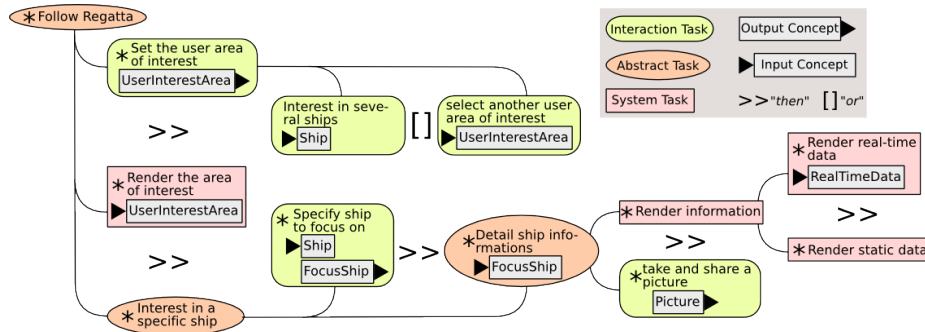 * Follow Regatta
* Set the user area
of interest
UserInterestArea
>>
* Render the area
of interest
UserInterestArea
>>
* Interest in a
specific ship
Interest in seve-
ral ships
Ship
[ ]
select another user
area of interest
UserInterestArea
* Specify ship
to focus on
Ship
FocusShip
>>
* Detail ship info-
rmations
FocusShip
* Render information
>>
* take and share a
picture
Picture
* Render real-time
data
RealTimeData
>>
* Render static data
Interaction Task
Output Concept
Abstract Task
Input Concept
System Task
>> "then" [ ] "or"